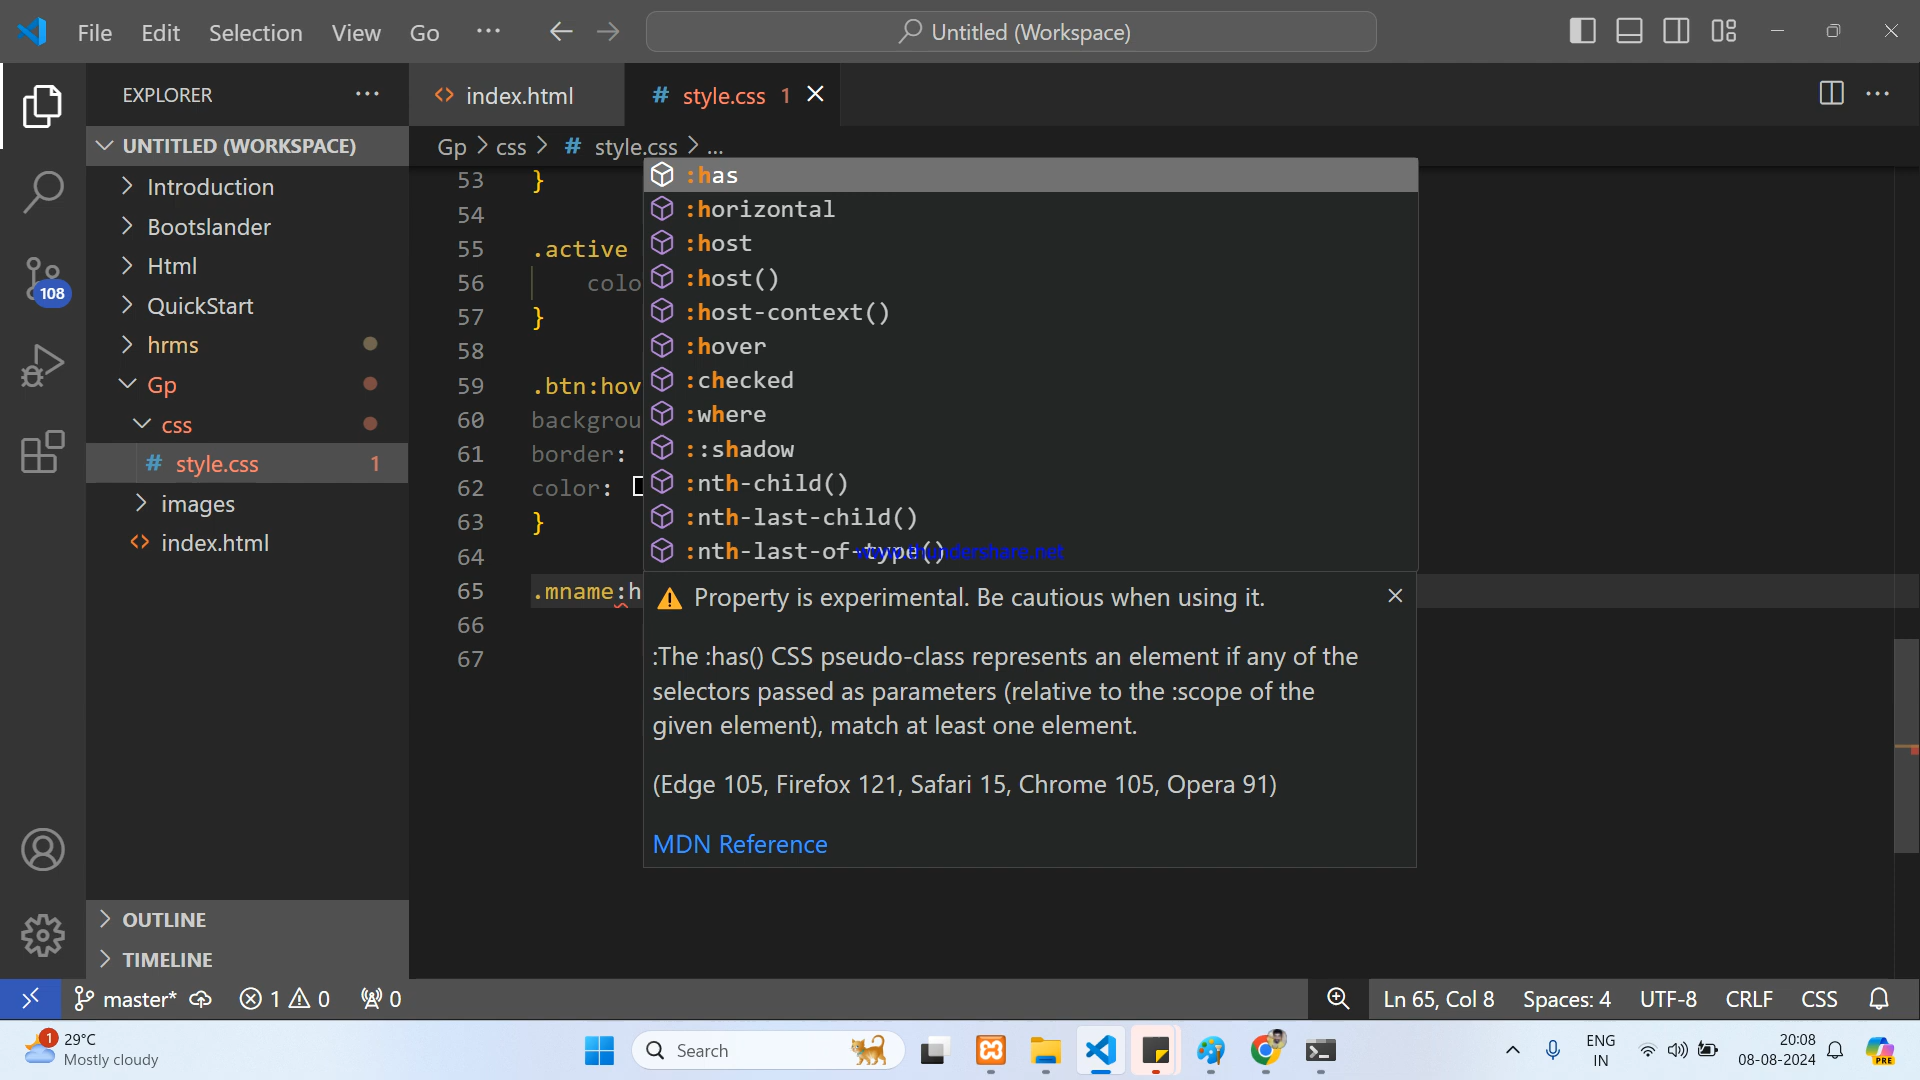 File Edit Selection View Go ···
Untitled (Workspace)
EXPLORER
index.html
# style.css 1
UNTITLED (WORKSPACE)
Gp > css > # style.css > ...
Introduction
Bootslander
Html
QuickStart
hrms
Gp
css
# style.css 1
images
index.html
OUTLINE
TIMELINE
108
53 }
54
55 .active
56 colo
57 }
58
59 .btn:hov
60 backgrou
61 border:
62 color:
63 }
64
65 .mname:h
66
67
:has
:horizontal
:host
:host()
:host-context()
:hover
:checked
:where
::shadow
:nth-child()
:nth-last-child()
:nth-last-of-type()
www.thundershare.net
Property is experimental. Be cautious when using it.
:The :has() CSS pseudo-class represents an element if any of the
selectors passed as parameters (relative to the :scope of the
given element), match at least one element.
(Edge 105, Firefox 121, Safari 15, Chrome 105, Opera 91)
MDN Reference
master* 1 0 0
Ln 65, Col 8 Spaces: 4 UTF-8 CRLF CSS
1
29°C
Mostly cloudy
Search
ENG
IN
20:08
08-08-2024
PRE